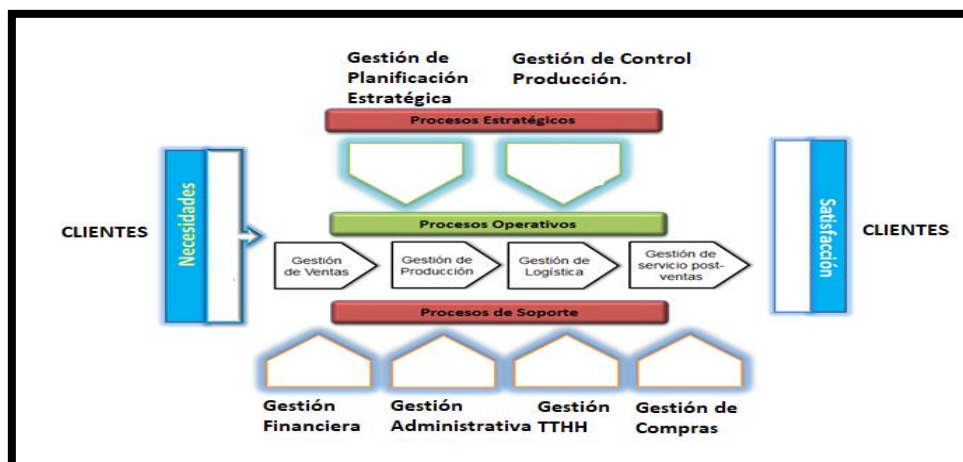 Gestión de
Planificación
Estratégica
Gestión de Control
Producción.
Procesos Estratégicos
CLIENTES
Necesidades
Procesos Operativos
Gestión
de Ventas
Gestión de
Producción
Gestión de
Logística
Gestión de
servicio post-
ventas
Satisfacción
CLIENTES
Procesos de Soporte
Gestión
Financiera
Gestión
Administrativa
Gestión
TTHH
Gestión de
Compras